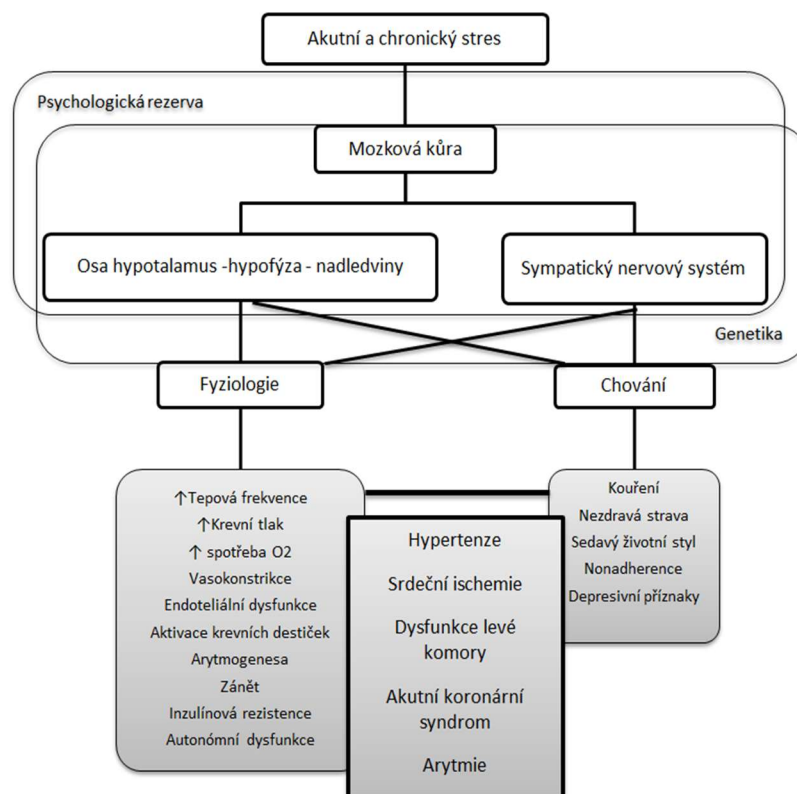 Akutní a chronický stres
Psychologická rezerva
Mozková kůra
Osa hypotalamus -hypofýza - nadledviny
Sympatický nervový systém
Genetika
Fyziologie
Chování
↑Tepová frekvence
↑Krevní tlak
↑ spotřeba O2
Vasokonstrikce
Endoteliální dysfunkce
Aktivace krevních destiček
Arytmogenesa
Zánět
Inzulínová rezistence
Autonómní dysfunkce
Hypertenze
Srdeční ischemie
Dysfunkce levé
komory
Akutní koronární
syndrom
Arytmie
Kouření
Nezdravá strava
Sedavý životní styl
Nonadherence
Depresivní příznaky